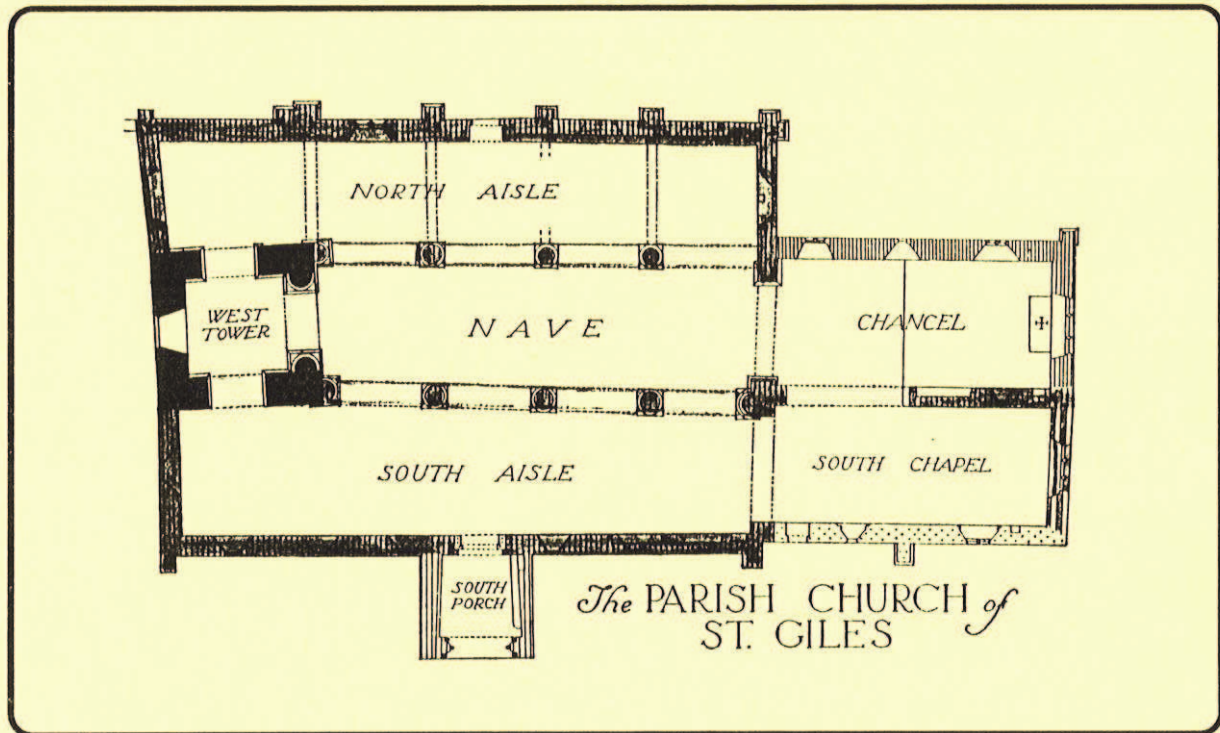 NORTH AISLE
WEST
TOWER
NAVE
CHANCEL
SOUTH AISLE
SOUTH CHAPEL
SOUTH
PORCH
The PARISH CHURCH of
ST. GILES